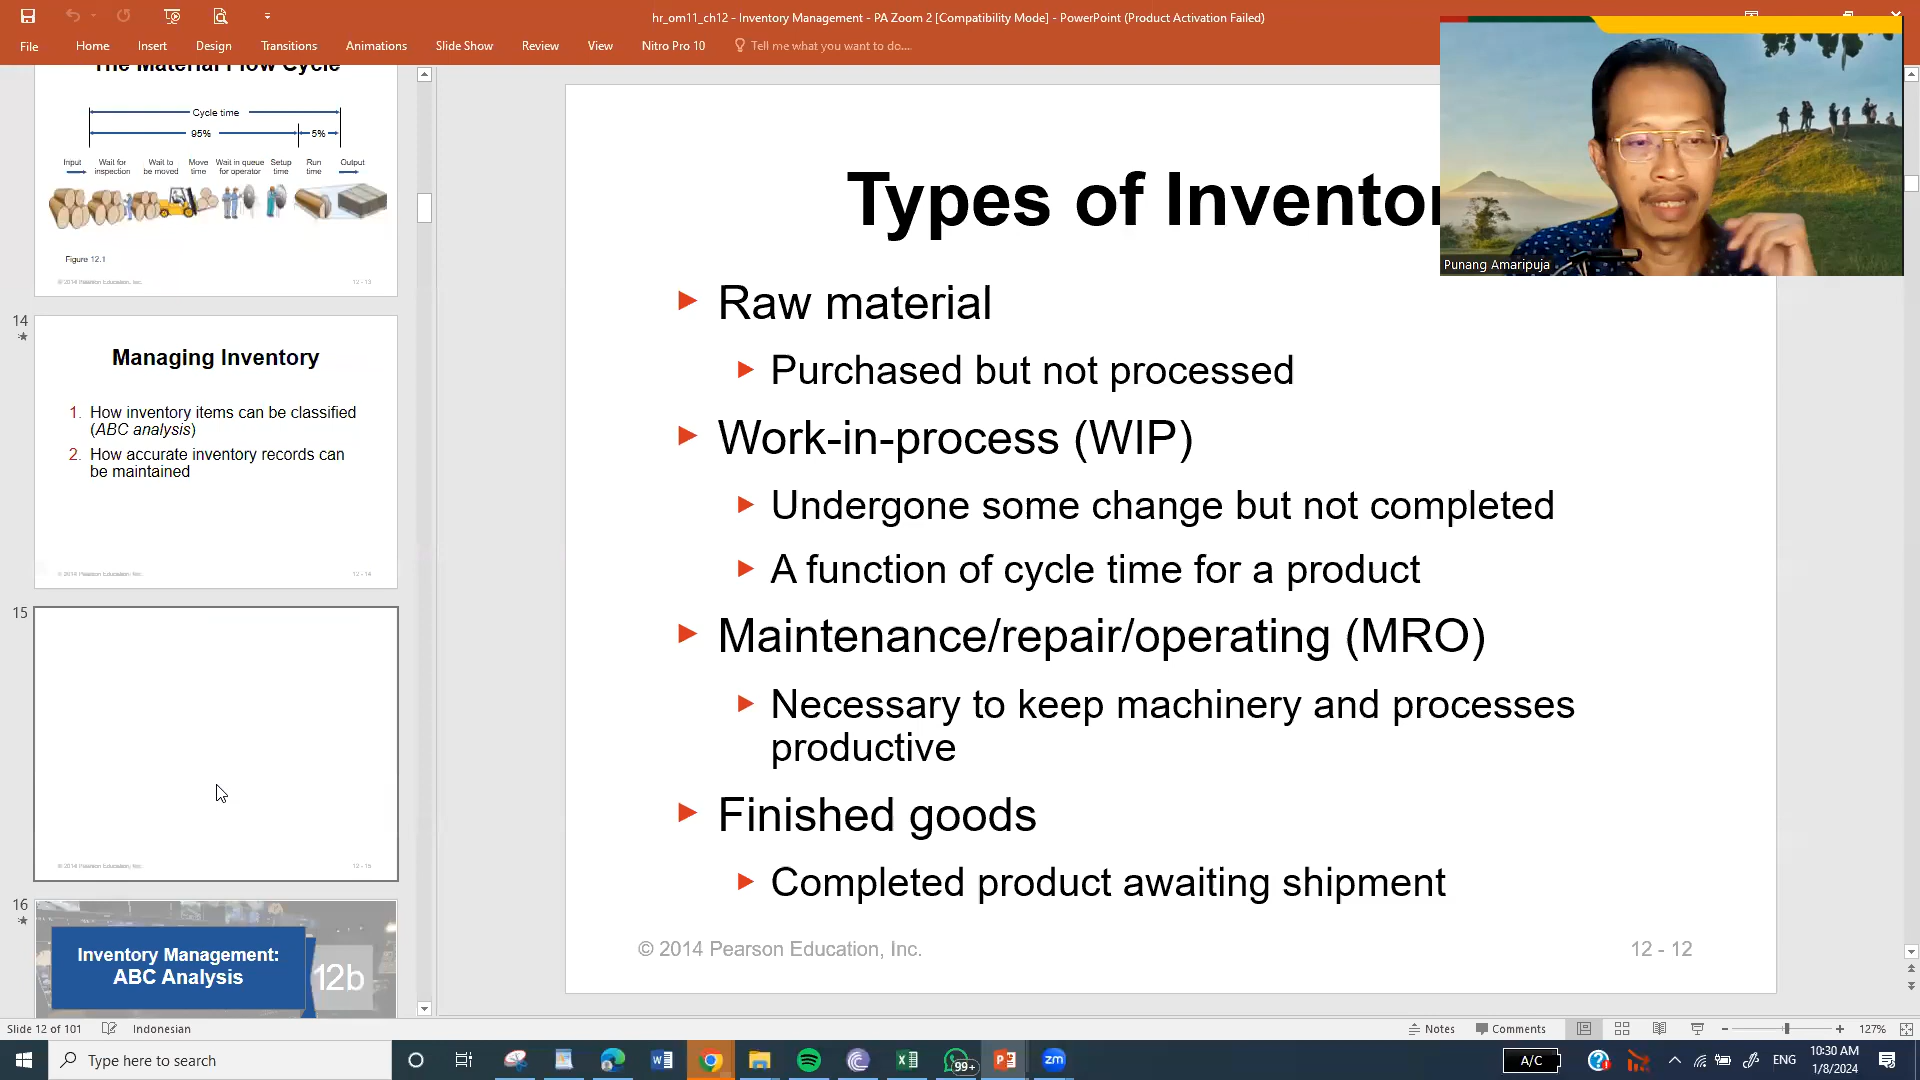 hr_om11_ch12 - Inventory Management - PA Zoom 2 [Compatibility Mode] - PowerPoint (Product Activation Failed)
File Home Insert Design Transitions Animations Slide Show Review View Nitro Pro 10 Tell me what you want to do....
The Material Flow Cycle
Cycle time
95% 5%
Input Wait for inspection Wait to be moved Move time Wait in queue for operator Setup time Run time Output
Figure 12.1
© 2014 Pearson Education, Inc. 12 - 13
14
Managing Inventory
1. How inventory items can be classified
(ABC analysis)
2. How accurate inventory records can
be maintained
© 2014 Pearson Education, Inc. 12 - 14
15
© 2014 Pearson Education, Inc. 12 - 15
16
Inventory Management:
ABC Analysis
12b
Types of Invento
Punang Amaripuja
Raw material
Purchased but not processed
Work-in-process (WIP)
Undergone some change but not completed
A function of cycle time for a product
Maintenance/repair/operating (MRO)
Necessary to keep machinery and processes
productive
Finished goods
Completed product awaiting shipment
© 2014 Pearson Education, Inc. 12 - 12
Slide 12 of 101 Indonesian Notes Comments 127%
Type here to search 99+ zm A/C ENG 10:30 AM
1/8/2024